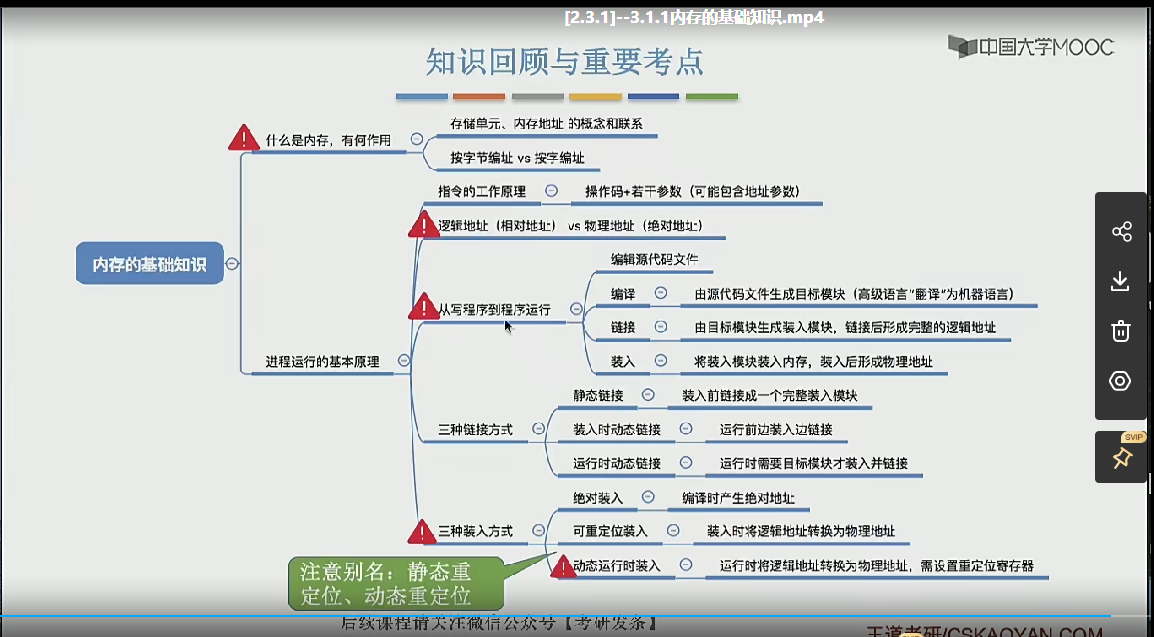 [2.3.1]--3.1.1内存的基础知识.mp4
中国大学MOOC
知识回顾与重要考点
内存的基础知识
什么是内存，有何作用
存储单元、内存地址 的概念和联系
按字节编址 vs 按字编址
进程运行的基本原理
指令的工作原理
操作码+若干参数（可能包含地址参数）
逻辑地址（相对地址） vs 物理地址（绝对地址）
从写程序到程序运行
编辑源代码文件
编译
由源代码文件生成目标模块（高级语言“翻译”为机器语言）
链接
由目标模块生成装入模块，链接后形成完整的逻辑地址
装入
将装入模块装入内存，装入后形成物理地址
三种链接方式
静态链接
装入前链接成一个完整装入模块
装入时动态链接
运行前边装入边链接
运行时动态链接
运行时需要目标模块才装入并链接
三种装入方式
绝对装入
编译时产生绝对地址
可重定位装入
装入时将逻辑地址转换为物理地址
动态运行时装入
运行时将逻辑地址转换为物理地址，需设置重定位寄存器
注意别名：静态重
定位、动态重定位
后续课程请关注微信公众号【考研发条】
王道考研/CSKAOYAN.COM
SVIP